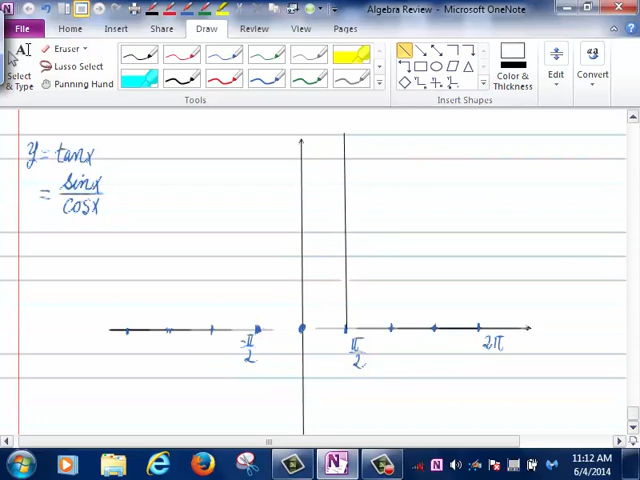 Algebra Review - Microsoft OneNote
File Home Insert Share Draw Review View Pages
Select & Type
Eraser
Lasso Select
Panning Hand
Color & Thickness
Edit
Convert
Tools
Insert Shapes
y = tanx
= sinx
cosx
-π
2
π
2
2π
11:12 AM
6/4/2014